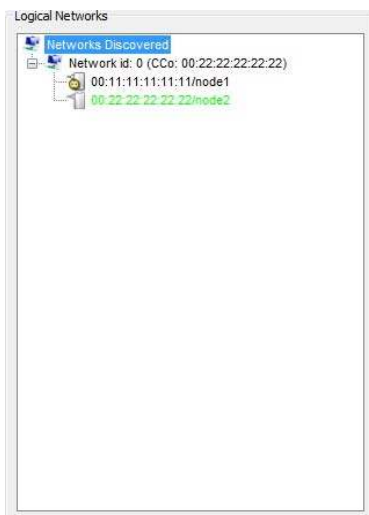 Logical Networks
Networks Discovered
Network id: 0 (CCo: 00:22:22:22:22:22)
00:11:11:11:11:11/node1
00:22:22:22:22:22/node2